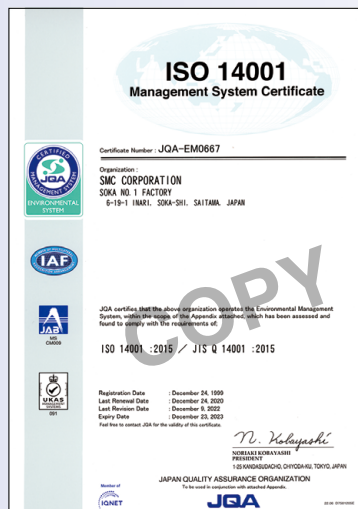 ISO 14001
Management System Certificate
Certificate Number : JQA-EM0667
Organization :
SMC CORPORATION
SOKA NO. 1 FACTORY
6-19-1 INARI, SOKA-SHI, SAITAMA, JAPAN
CERTIFIED
JQA
MANAGEMENT SYSTEM
ENVIRONMENTAL
SYSTEM
IAF
COPY
JQA certifies that the above organization operates the Environmental Management
System, within the scope of the Appendix attached, which has been assessed and
found to comply with the requirements of:
JAB
MS
CM009
ISO 14001 :2015 / JIS Q 14001 :2015
UKAS
MANAGEMENT
SYSTEMS
001
Registration Date : December 24, 1999
Last Renewal Date : December 24, 2020
Last Revision Date : December 9, 2022
Expiry Date : December 23, 2023
Feel free to contact JQA for the validity of this certificate.
N. Kobayashi
NORIAKI KOBAYASHI
PRESIDENT
1-25 KANDASUDACHO, CHIYODA-KU, TOKYO, JAPAN
JAPAN QUALITY ASSURANCE ORGANIZATION
To be used in conjunction with attached Appendix.
Member of
IQNET
JQA